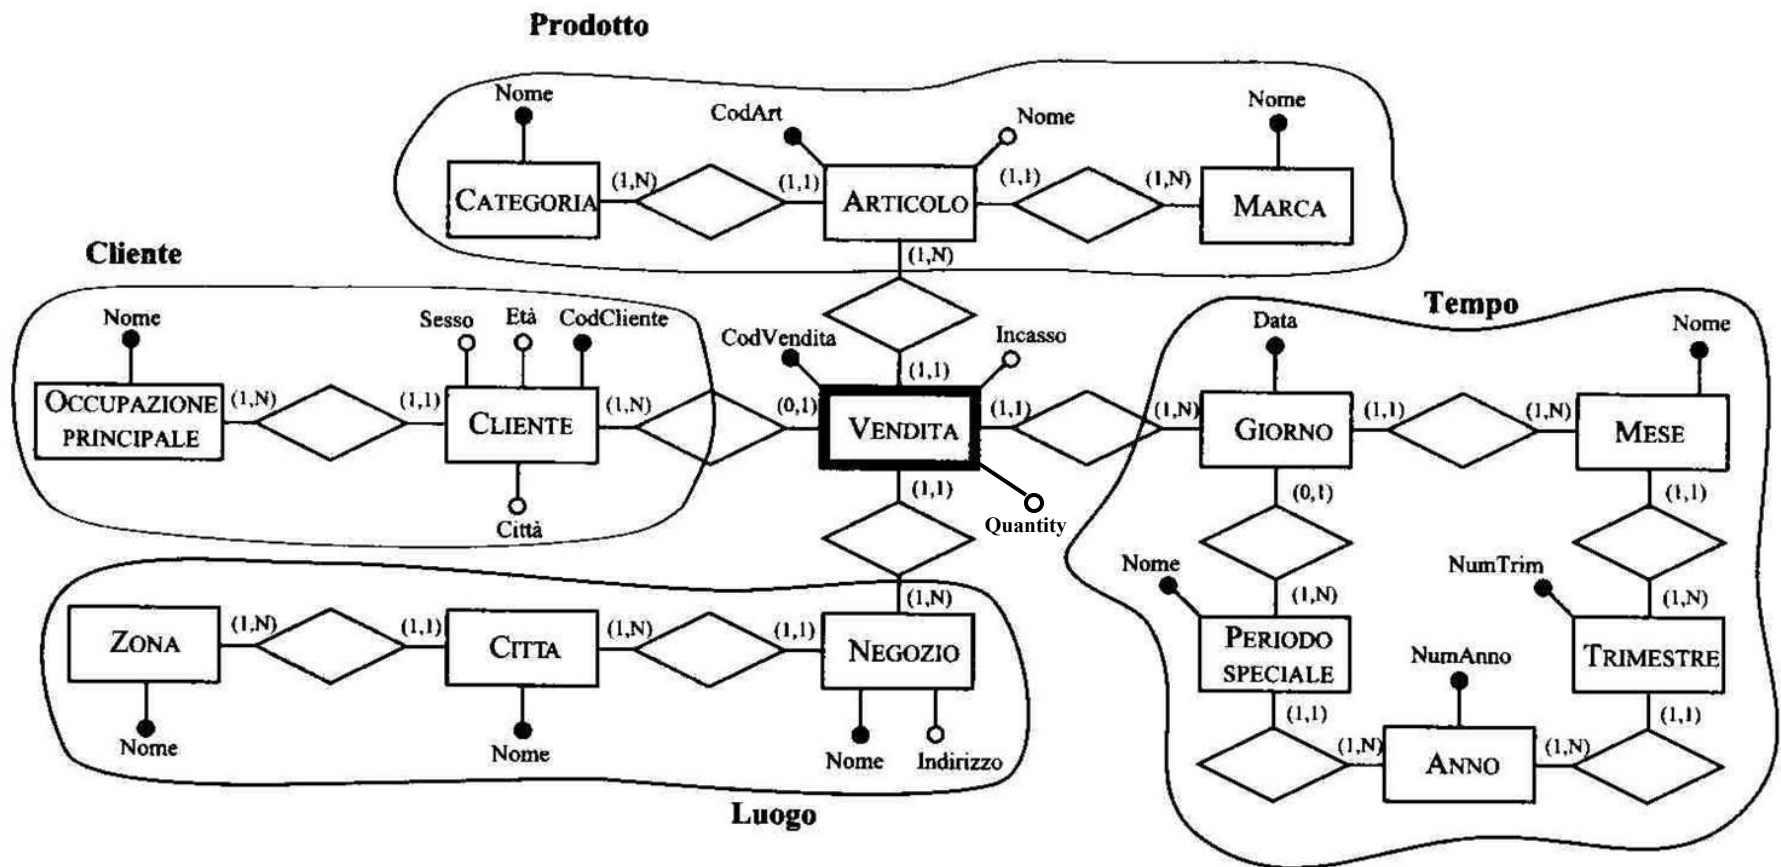 Prodotto
Nome
CodArt
Nome
Nome
CATEGORIA
(1,N)
(1,1)
ARTICOLO
(1,1)
(1,N)
MARCA
(1,N)
Cliente
Nome
Sesso
Età
CodCliente
OCCUPAZIONE
PRINCIPALE
(1,N)
(1,1)
CLIENTE
(1,N)
(0,1)
Città
CodVendita
Incasso
(1,1)
VENDITA
(1,1)
(1,1)
Quantity
Tempo
Data
Nome
(1,N)
GIORNO
(1,1)
(1,N)
MESE
(0,1)
(1,1)
Nome
NumTrim
(1,N)
(1,N)
PERIODO
SPECIALE
NumAnno
TRIMESTRE
(1,1)
(1,1)
(1,N)
ANNO
(1,N)
(1,N)
ZONA
(1,N)
(1,1)
CITTA
(1,N)
(1,1)
NEGOZIO
Nome
Nome
Nome
Indirizzo
Luogo